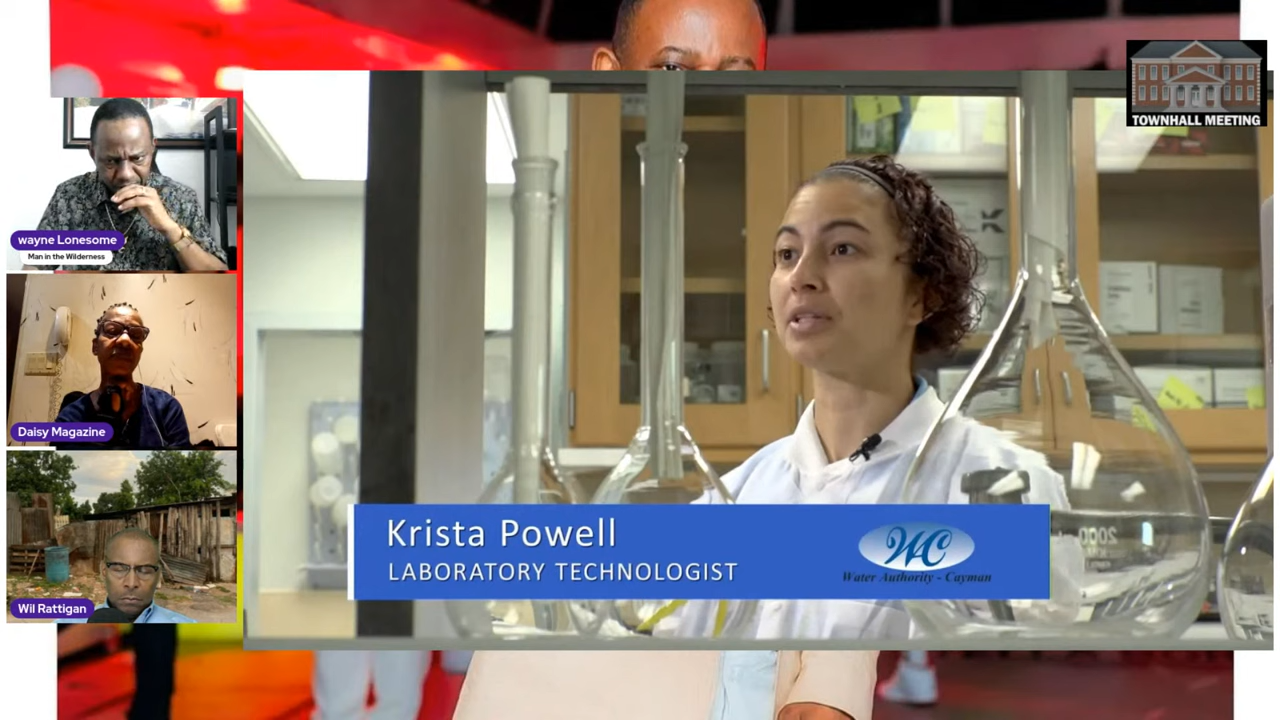 TOWNHALL MEETING
wayne Lonesome
Man in the Wilderness
Daisy Magazine
Wil Rattigan
Krista Powell
LABORATORY TECHNOLOGIST
WC
Water Authority - Cayman
2000
K